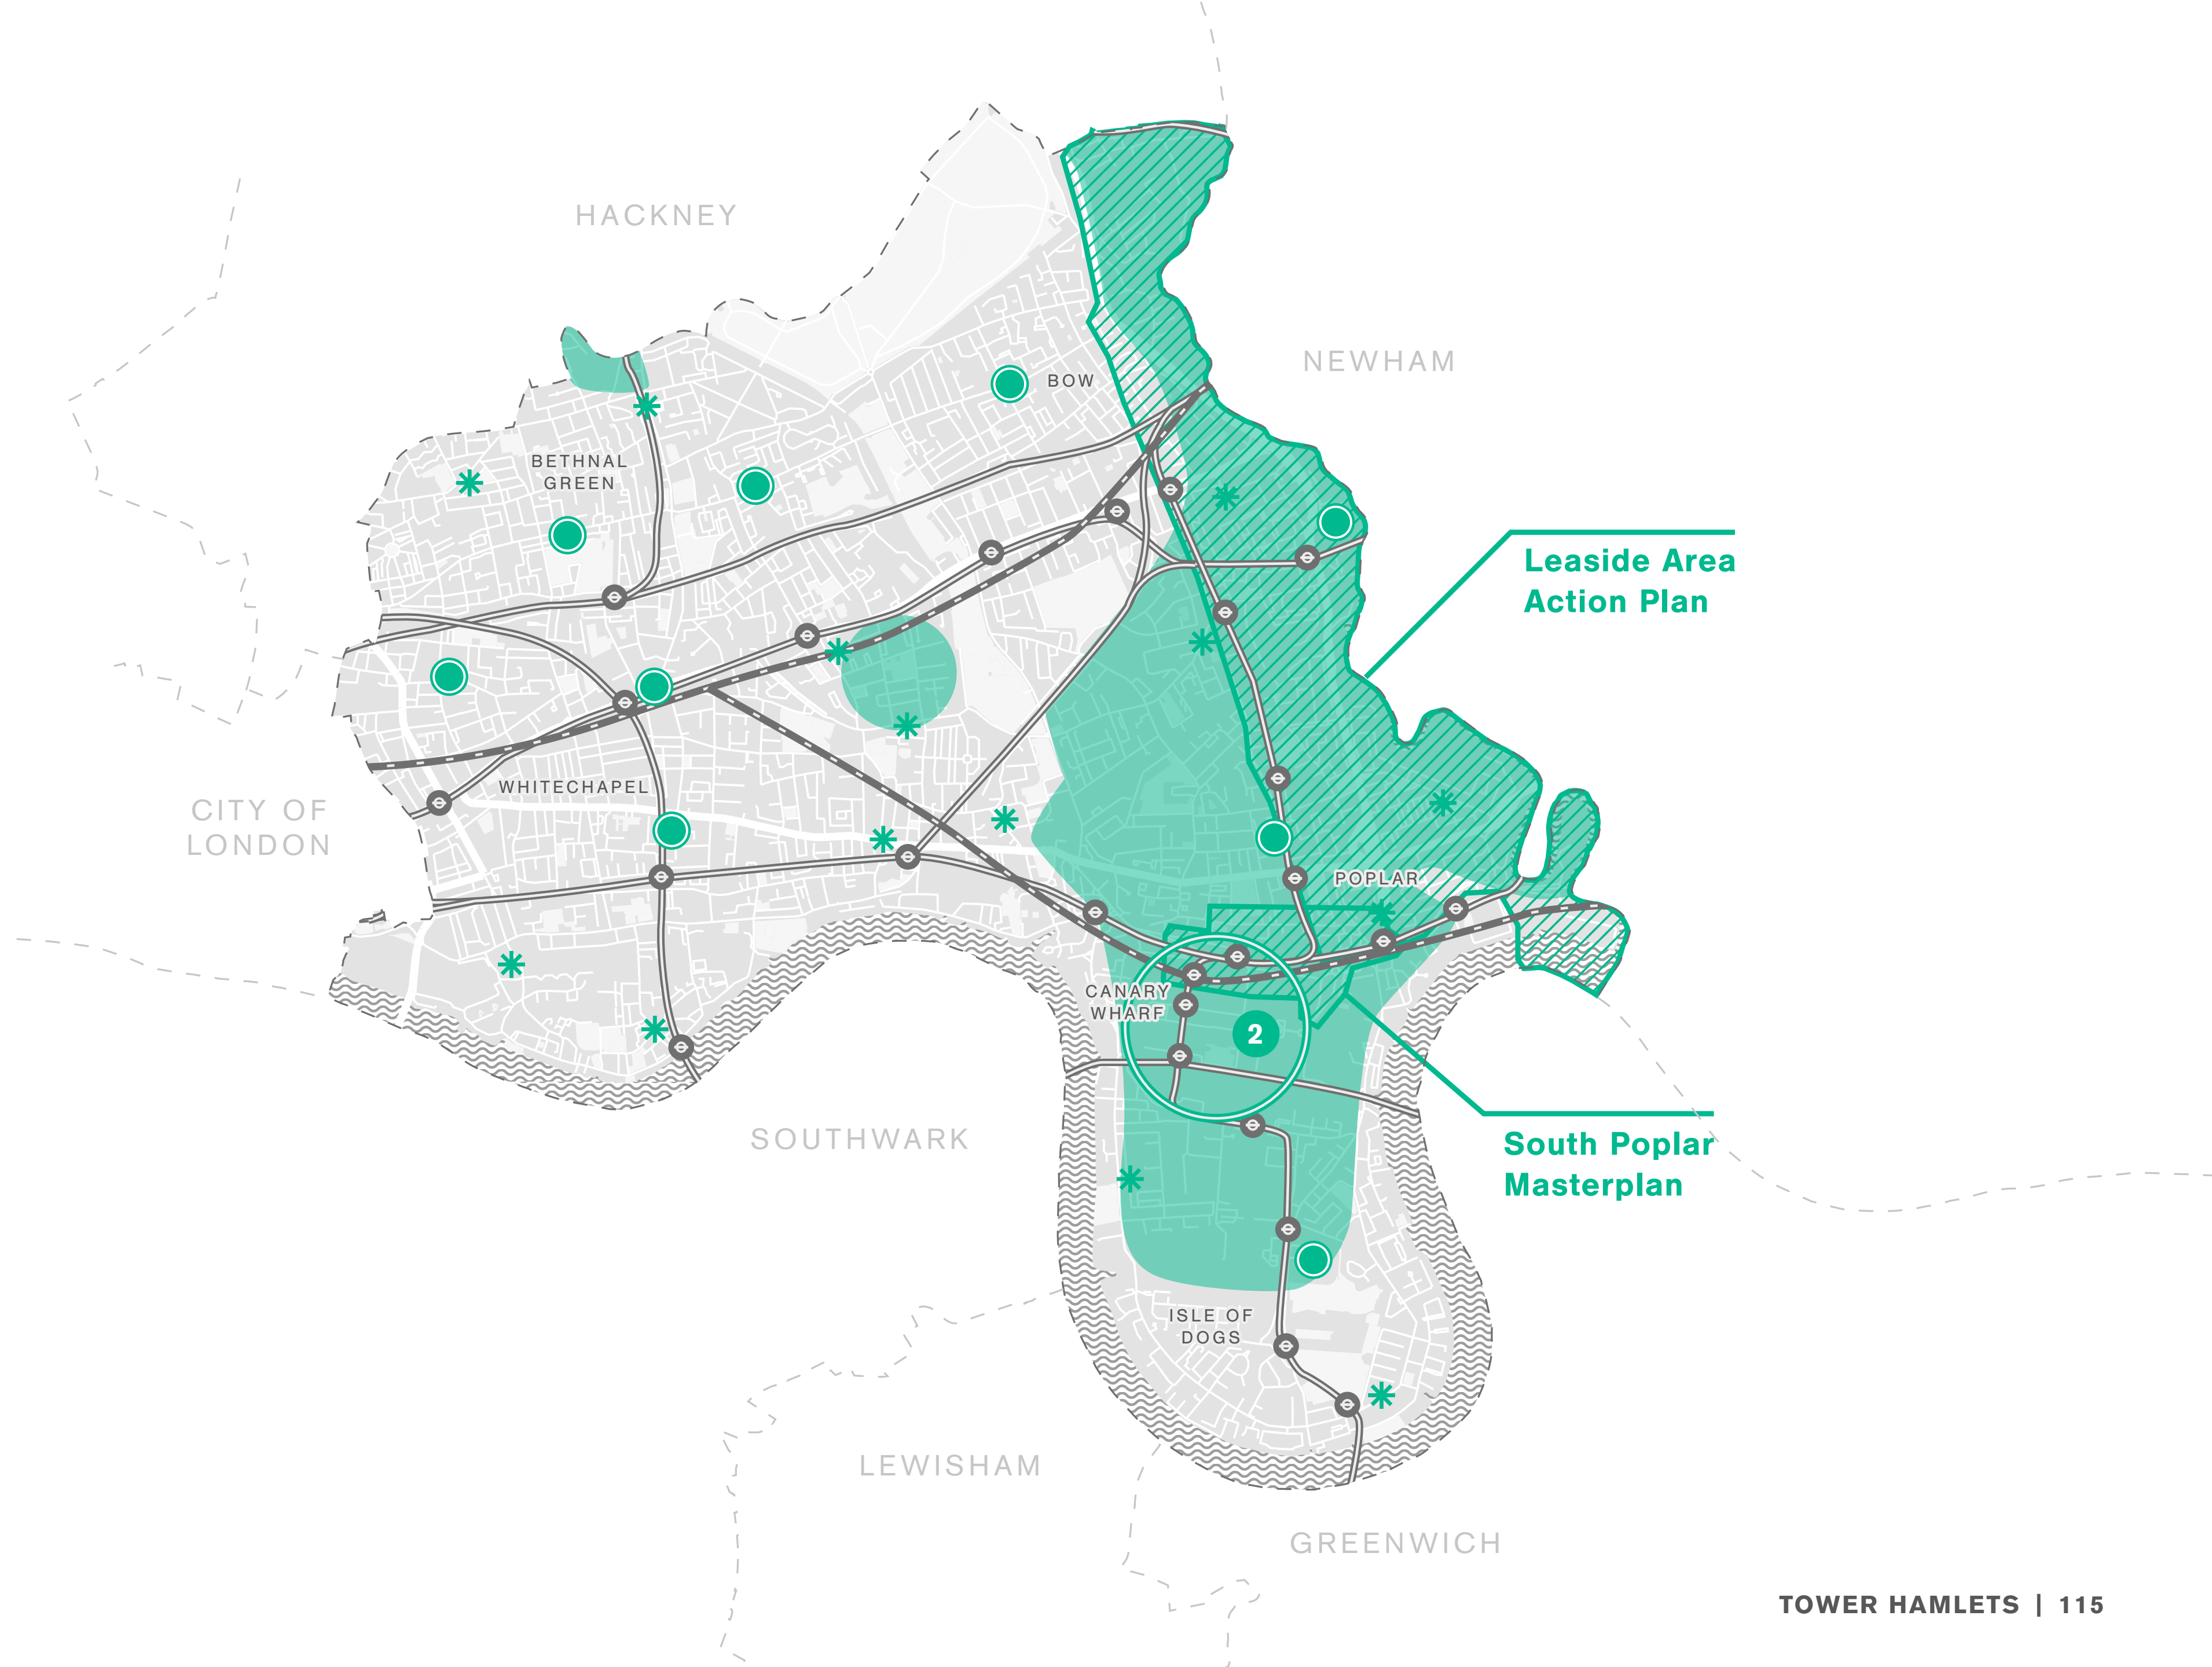 HACKNEY
NEWHAM
BOW
BETHNAL
GREEN
Leaside Area
Action Plan
WHITECHAPEL
CITY OF
LONDON
POPLAR
CANARY
WHARF
2
SOUTHWARK
South Poplar
Masterplan
ISLE OF
DOGS
LEWISHAM
GREENWICH
TOWER HAMLETS | 115